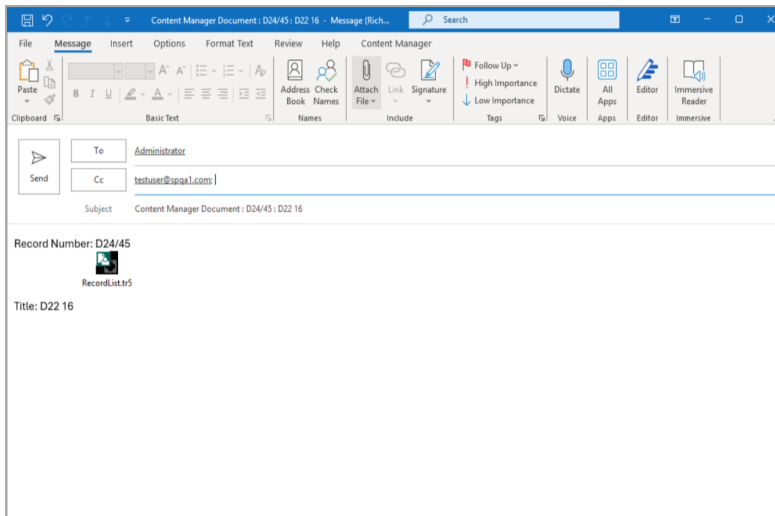 Content Manager Document : D24/45 : D22 16 - Message (Rich...
Search
File Message Insert Options Format Text Review Help Content Manager
Paste
B I U
Address Book
Check Names
Attach File
Link
Signature
Follow Up
High Importance
Low Importance
Dictate
All Apps
Editor
Immersive Reader
Clipboard Basic Text Names Include Tags Voice Apps Editor Immersive
Send
To Administrator
Cc testuser@spqa1.com;
Subject Content Manager Document : D24/45 : D22 16
Record Number: D24/45
RecordList.tr5
Title: D22 16